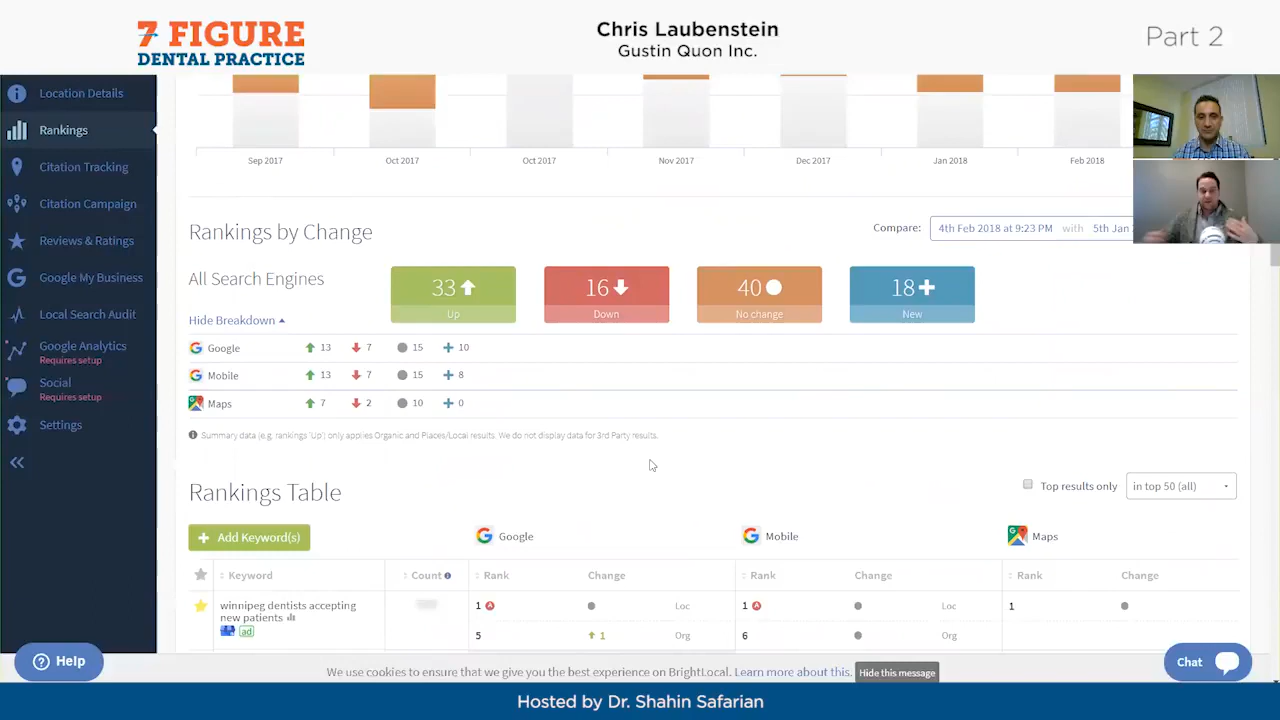 7 FIGURE
DENTAL PRACTICE
Chris Laubenstein
Gustin Quon Inc.
Part 2
Location Details
Rankings
Citation Tracking
Citation Campaign
Reviews & Ratings
Google My Business
Local Search Audit
Google Analytics
Requires setup
Social
Requires setup
Settings
Sep 2017 Oct 2017 Oct 2017 Nov 2017 Dec 2017 Jan 2018 Feb 2018
Rankings by Change
Compare: 4th Feb 2018 at 9:23 PM with 5th Jan
All Search Engines
33 16 40 18
Up Down No change New
Hide Breakdown
Google 13 7 15 10
Mobile 13 7 15 8
Maps 7 2 10 0
Summary data (e.g. rankings 'Up') only applies Organic and Places/Local results. We do not display data for 3rd Party results.
Rankings Table
Top results only in top 50 (all)
+ Add Keyword(s)
Google Mobile Maps
Keyword Count Rank Change Rank Change Rank Change
winnipeg dentists accepting
new patients
ad
1 A Loc 1 A Loc 1
5 1 Org 6 Org
Help
We use cookies to ensure that we give you the best experience on BrightLocal. Learn more about this. Hide this message
Chat
Hosted by Dr. Shahin Safarian